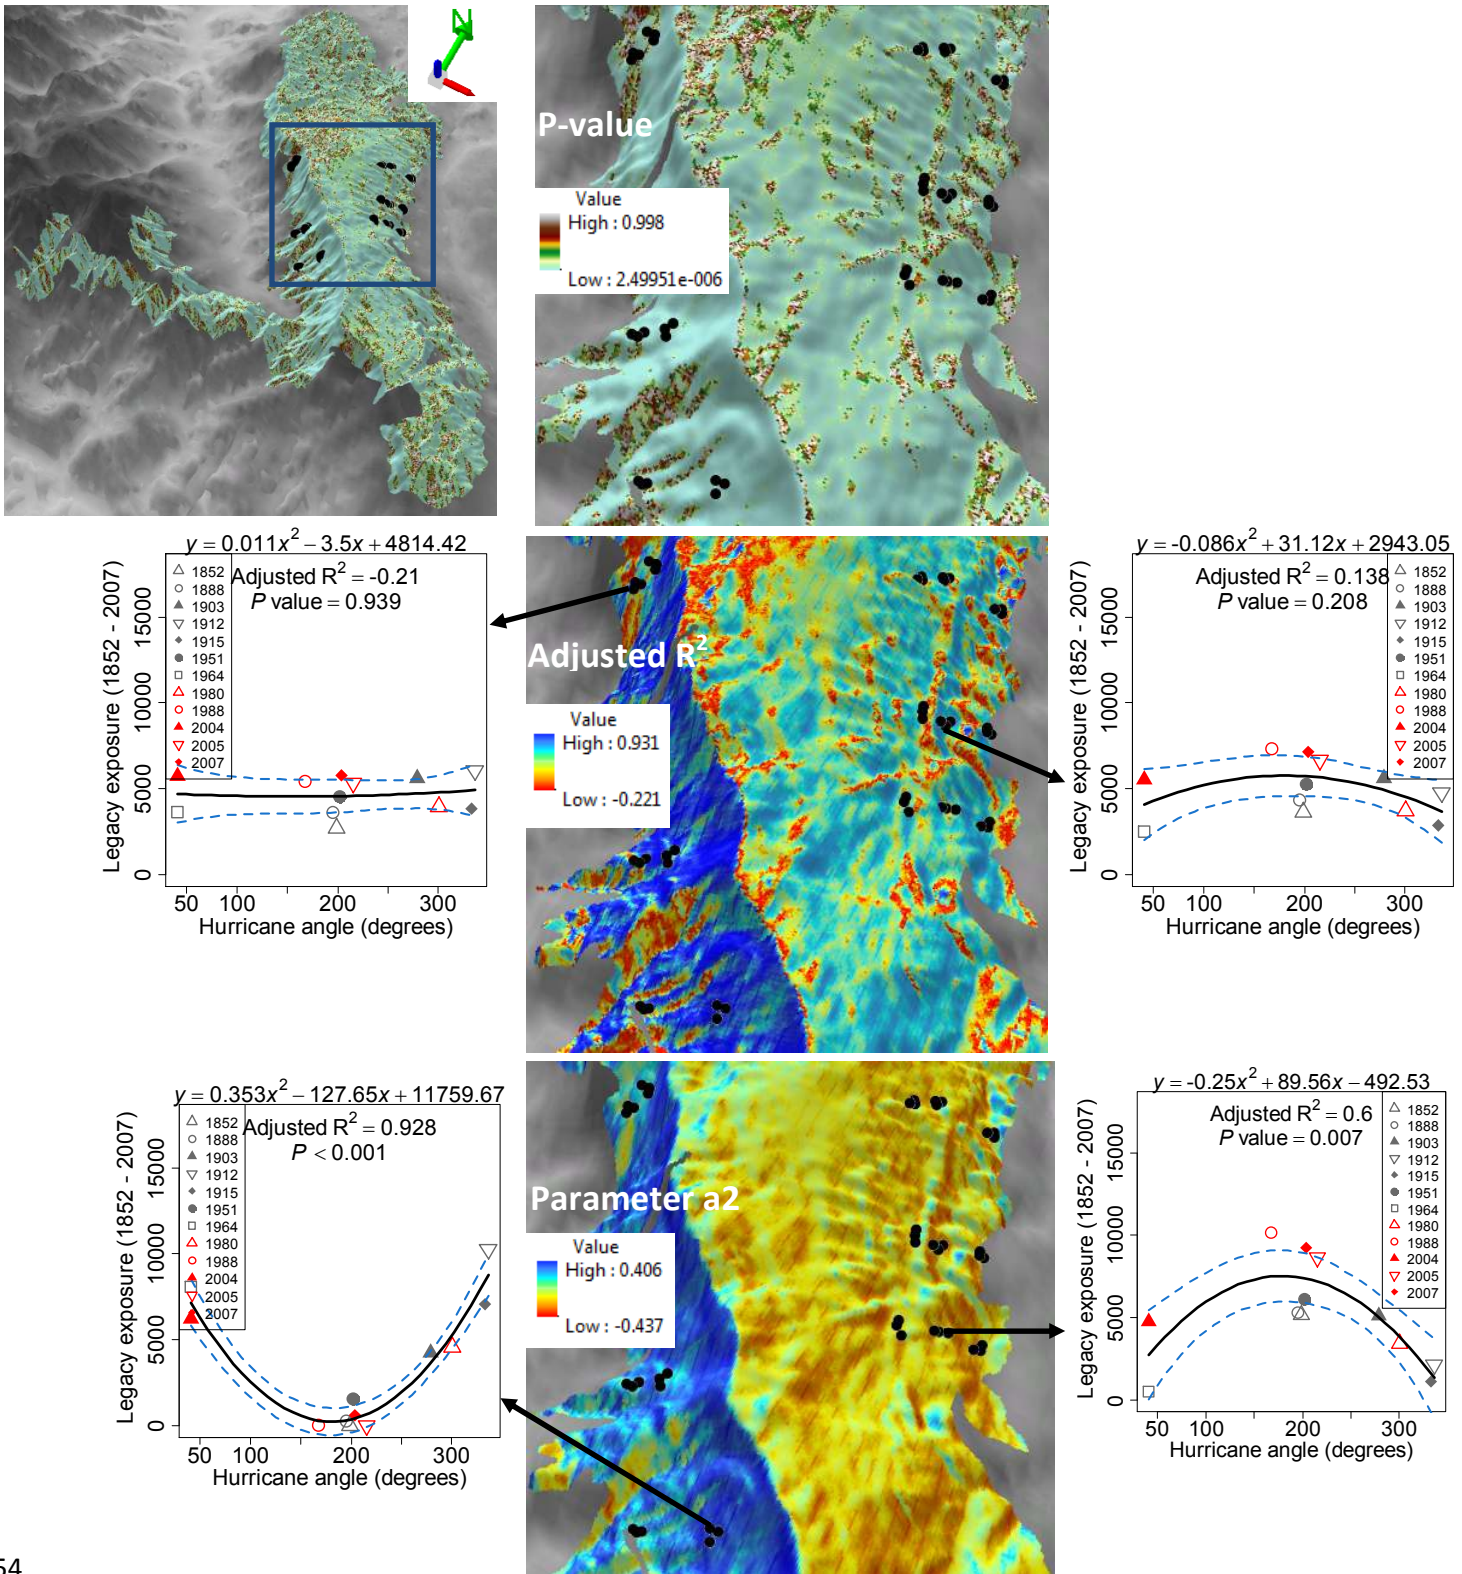 P-value
Value
High : 0.998
Low : 2.49951e-006
y = 0.011x² − 3.5x + 4814.42
Adjusted R² = -0.21
P value = 0.939
1852
1888
1903
1912
1915
1951
1964
1980
1988
2004
2005
2007
Legacy exposure (1852 - 2007)
15000
10000
5000
0
50 100 200 300
Hurricane angle (degrees)
Adjusted R²
Value
High : 0.931
Low : -0.221
y = -0.086x² + 31.12x + 2943.05
Adjusted R² = 0.138
P value = 0.208
1852
1888
1903
1912
1915
1951
1964
1980
1988
2004
2005
2007
Legacy exposure (1852 - 2007)
15000
10000
5000
0
50 100 200 300
Hurricane angle (degrees)
y = 0.353x² − 127.65x + 11759.67
Adjusted R² = 0.928
P < 0.001
1852
1888
1903
1912
1915
1951
1964
1980
1988
2004
2005
2007
Legacy exposure (1852 - 2007)
15000
10000
5000
0
50 100 200 300
Hurricane angle (degrees)
Parameter a2
Value
High : 0.406
Low : -0.437
y = -0.25x² + 89.56x − 492.53
Adjusted R² = 0.6
P value = 0.007
1852
1888
1903
1912
1915
1951
1964
1980
1988
2004
2005
2007
Legacy exposure (1852 - 2007)
15000
10000
5000
0
50 100 200 300
Hurricane angle (degrees)
54